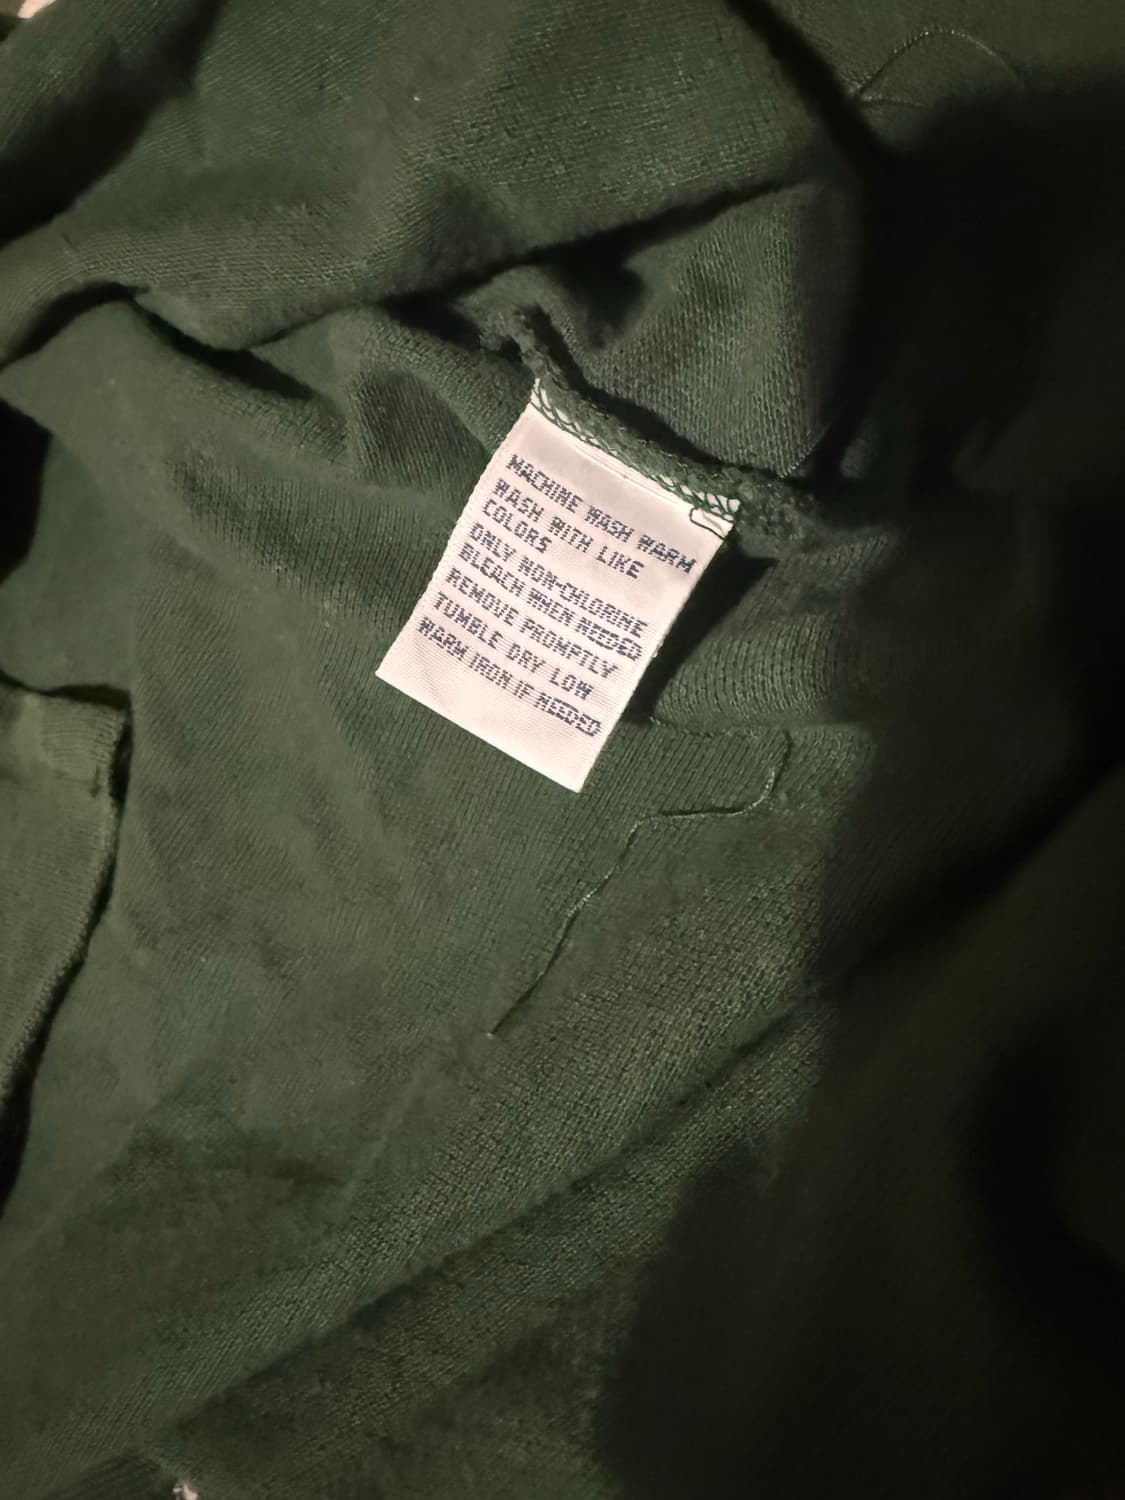 MACHINE WASH WARM
WASH WITH LIKE
COLORS
ONLY NON-CHLORINE
BLEACH WHEN NEEDED
REMOVE PROMPTLY
TUMBLE DRY LOW
WARM IRON IF NEEDED